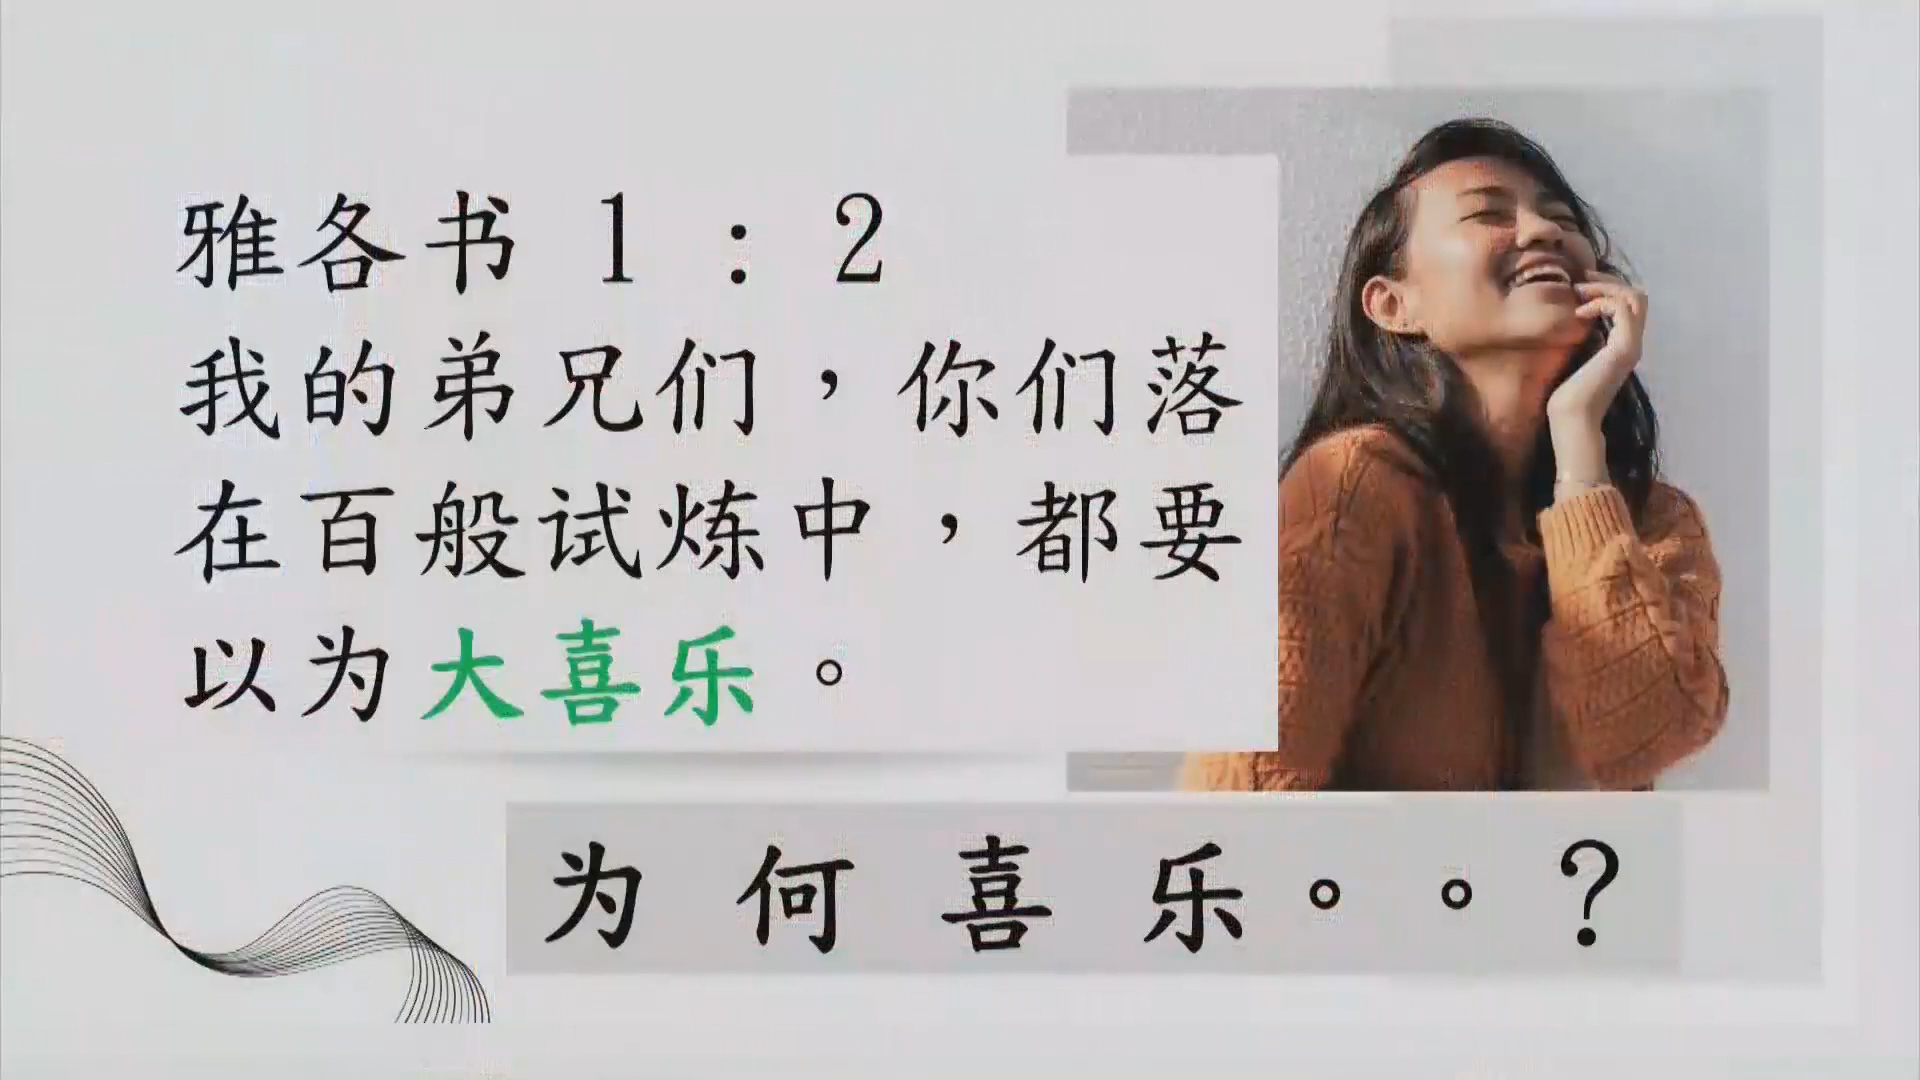 雅各书 1 : 2
我的弟兄们，你们落
在百般试炼中，都要
以为大喜乐。
为何喜乐。。?